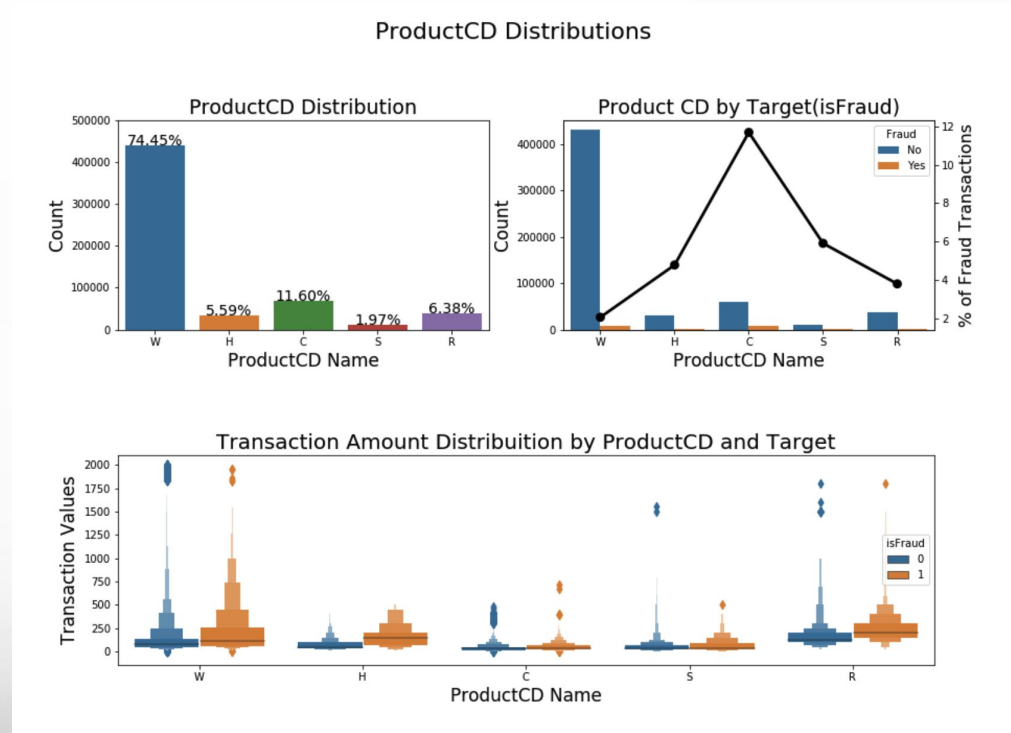 ProductCD Distributions
ProductCD Distribution
500000
400000
300000
200000
100000
0
Count
74.45%
5.59%
11.60%
1.97%
6.38%
W H C S R
ProductCD Name
Product CD by Target(isFraud)
400000
300000
200000
100000
0
Count
Fraud
No
Yes
12
10
8
6
4
2
% of Fraud Transactions
W H C S R
ProductCD Name
Transaction Amount Distribuition by ProductCD and Target
2000
1750
1500
1250
1000
750
500
250
0
Transaction Values
isFraud
0
1
W H C S R
ProductCD Name